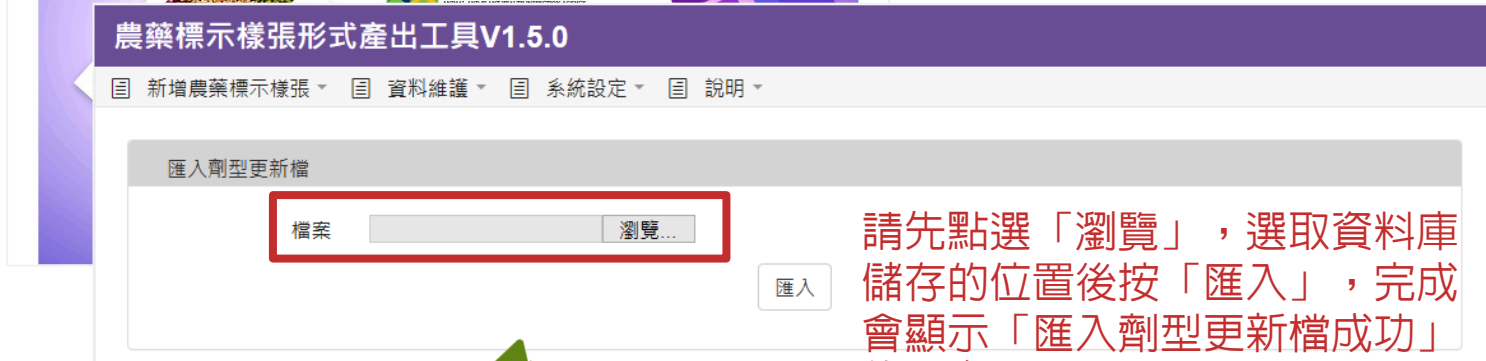 農藥標示樣張形式產出工具V1.5.0
新增農藥標示樣張 資料維護 系統設定 說明
匯入劑型更新檔
檔案 瀏覽...
匯入
請先點選「瀏覽」，選取資料庫
儲存的位置後按「匯入」，完成
會顯示「匯入劑型更新檔成功」